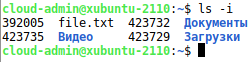 cloud-admin@xubuntu-2110:~$ ls -i
392005 file.txt 423732 Документы
423735 Видео 423729 Загрузки
cloud-admin@xubuntu-2110:~$